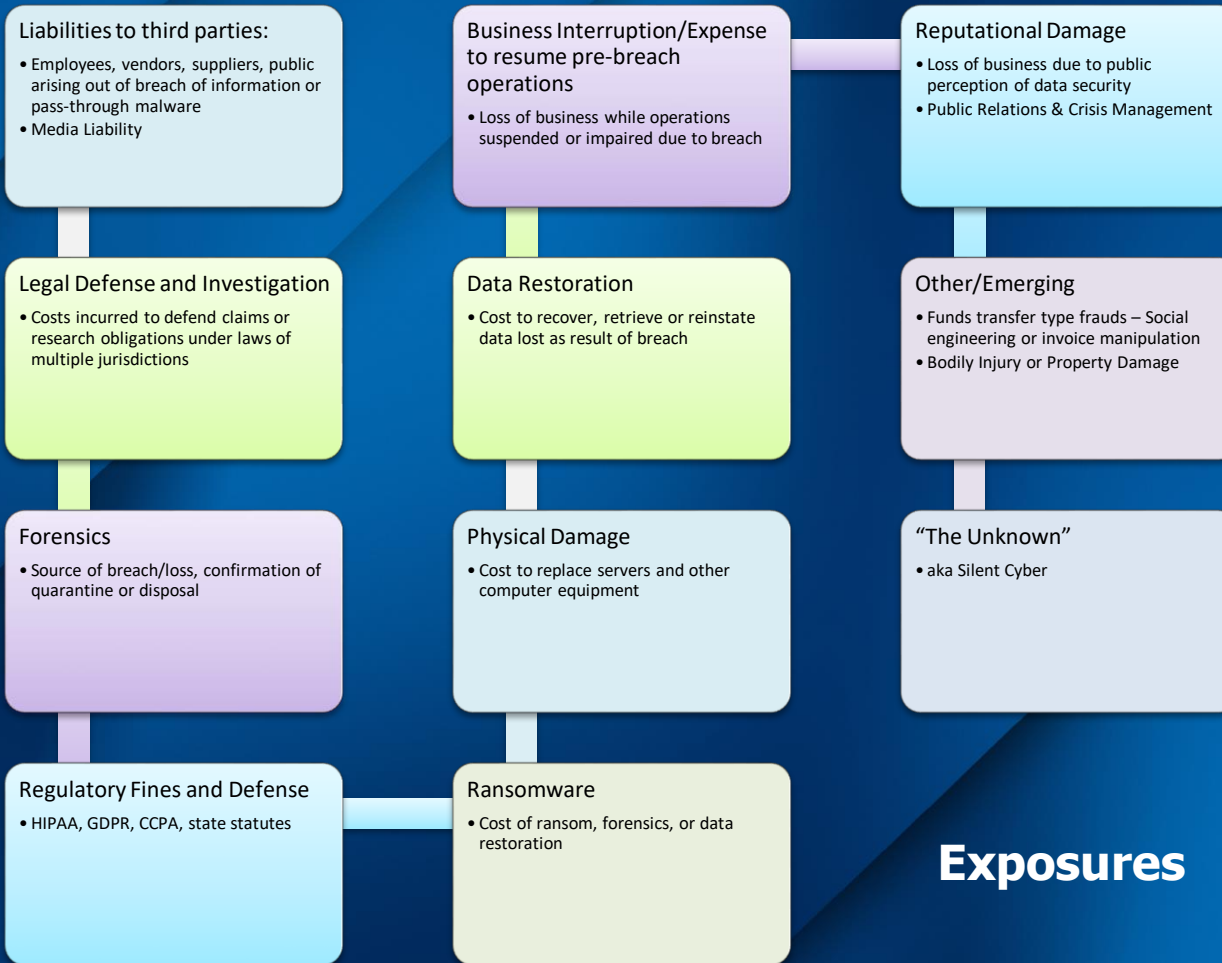 Liabilities to third parties:
• Employees, vendors, suppliers, public
arising out of breach of information or
pass-through malware
• Media Liability
Legal Defense and Investigation
• Costs incurred to defend claims or
research obligations under laws of
multiple jurisdictions
Forensics
• Source of breach/loss, confirmation of
quarantine or disposal
Regulatory Fines and Defense
• HIPAA, GDPR, CCPA, state statutes
Ransomware
• Cost of ransom, forensics, or data
restoration
Physical Damage
• Cost to replace servers and other
computer equipment
Data Restoration
• Cost to recover, retrieve or reinstate
data lost as result of breach
Business Interruption/Expense
to resume pre-breach
operations
• Loss of business while operations
suspended or impaired due to breach
Reputational Damage
• Loss of business due to public
perception of data security
• Public Relations & Crisis Management
Other/Emerging
• Funds transfer type frauds – Social
engineering or invoice manipulation
• Bodily Injury or Property Damage
“The Unknown”
• aka Silent Cyber
Exposures